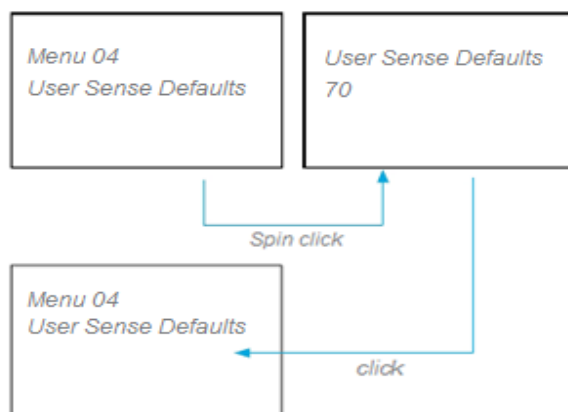 Menu 04
User Sense Defaults
User Sense Defaults
70
Spin click
Menu 04
User Sense Defaults
click